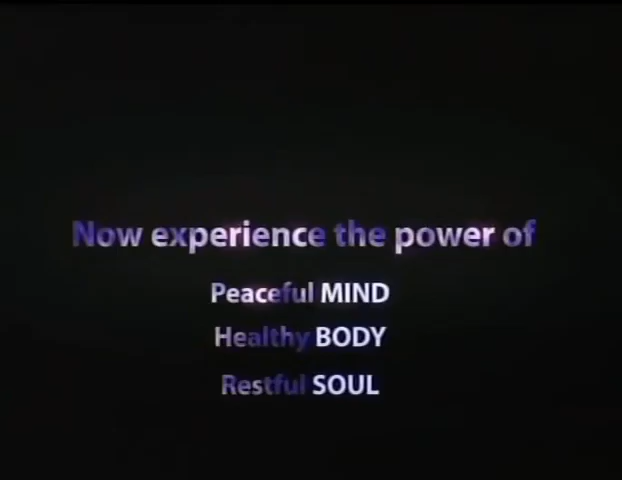 Now experience the power of
Peaceful MIND
Healthy BODY
Restful SOUL